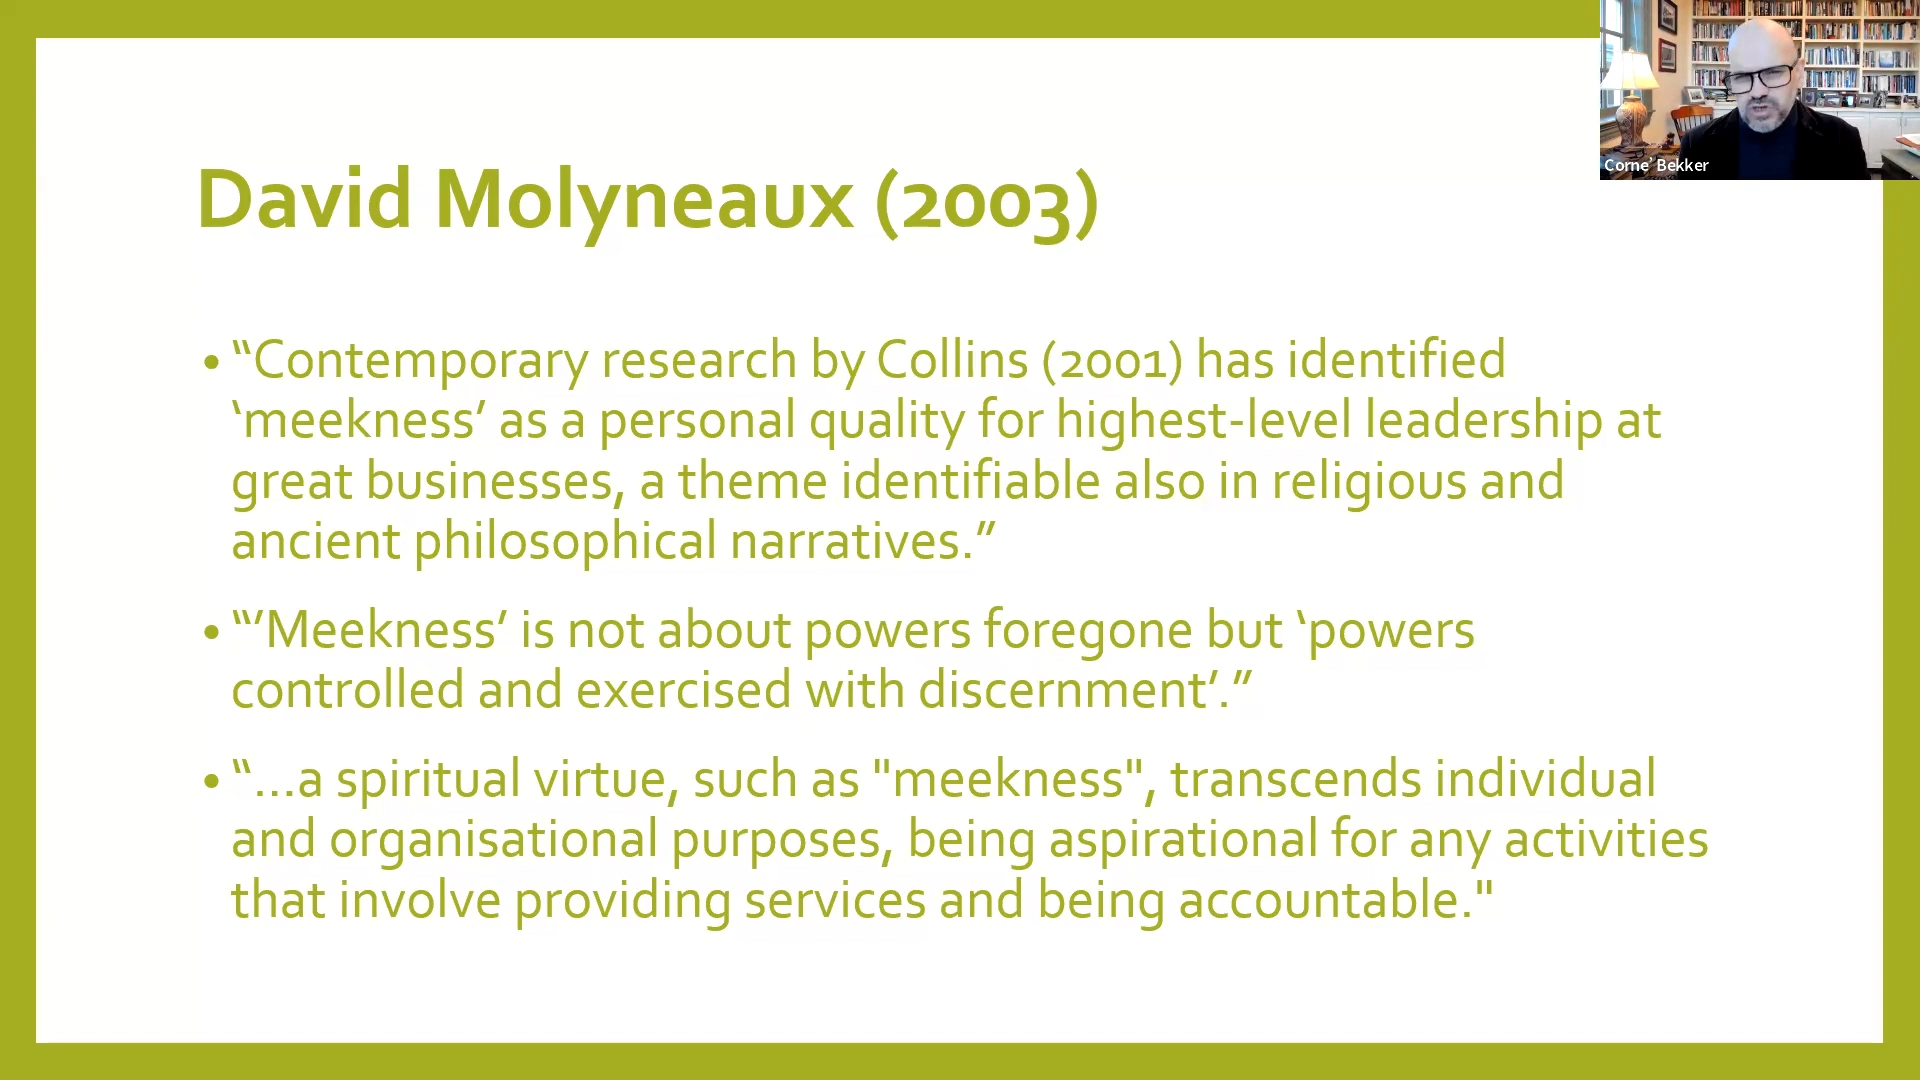 Corne' Bekker
David Molyneaux (2003)
• “Contemporary research by Collins (2001) has identified
‘meekness’ as a personal quality for highest-level leadership at
great businesses, a theme identifiable also in religious and
ancient philosophical narratives.”
• “’Meekness’ is not about powers foregone but ‘powers
controlled and exercised with discernment’.”
• “…a spiritual virtue, such as "meekness", transcends individual
and organisational purposes, being aspirational for any activities
that involve providing services and being accountable."